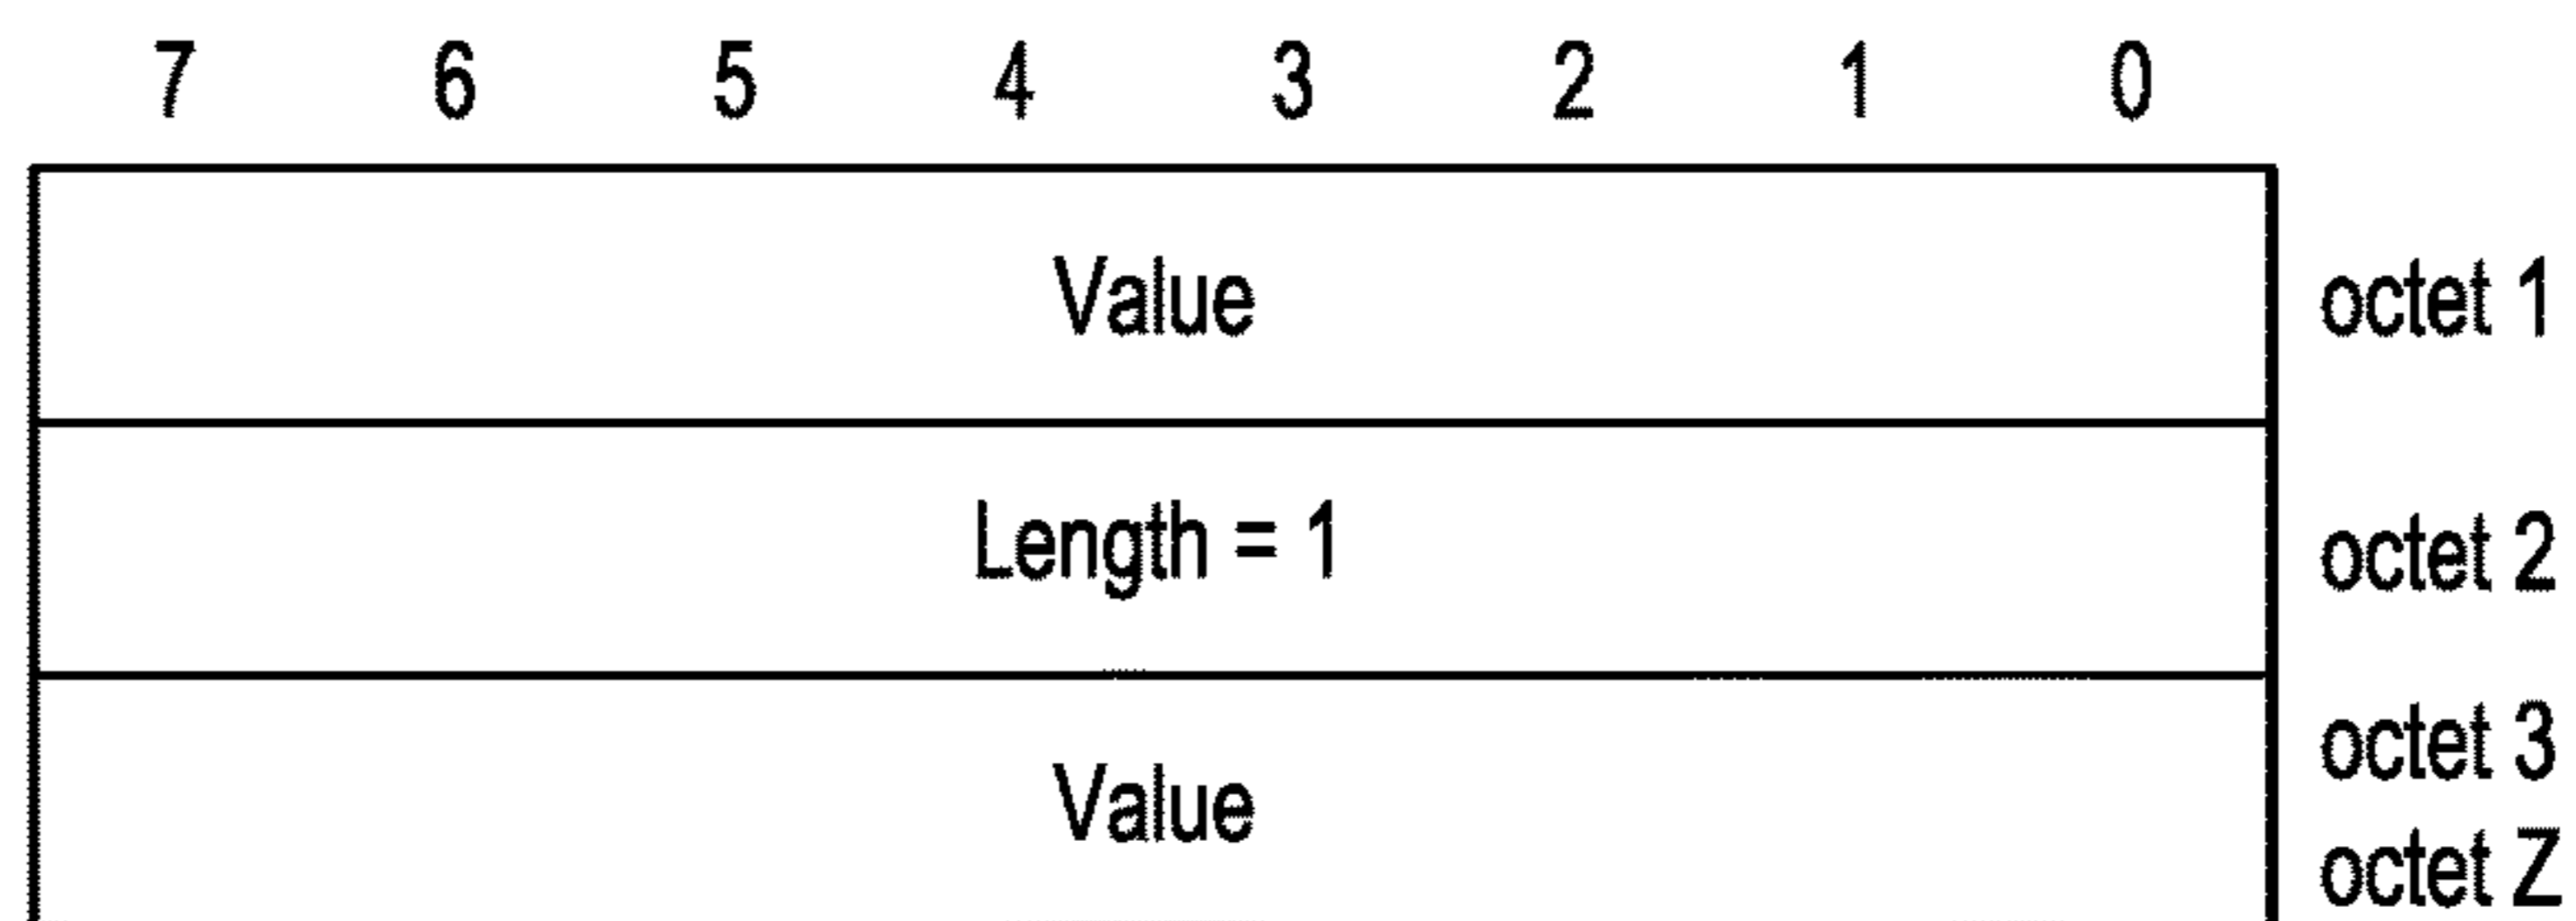 7 6 5 4 3 2 1 0
Value octet 1
Length = 1 octet 2
octet 3
Value
octet Z